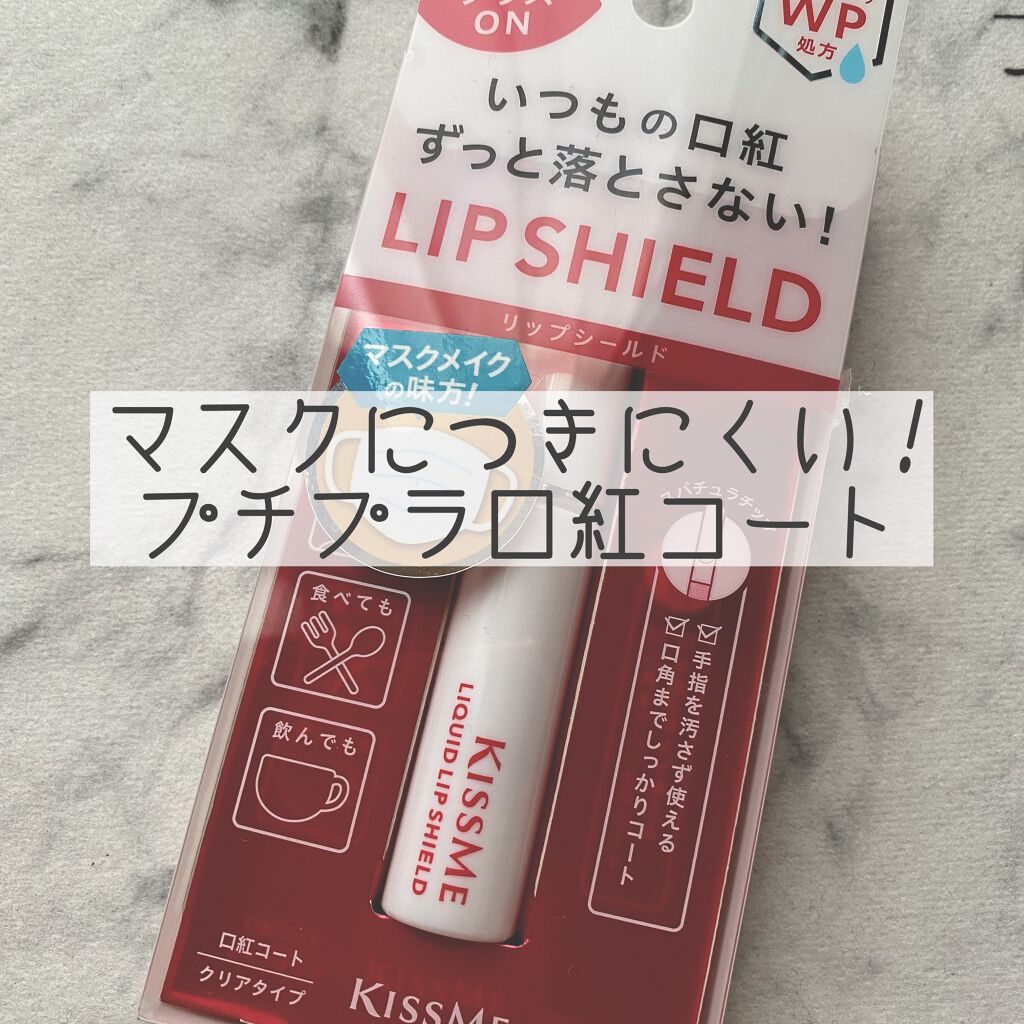 プラス
ON
WP
処方
いつもの口紅
ずっと落とさない!
LIP SHIELD
リップシールド
マスクメイク
の味方!
マスクにつきにくい!
プチプラ口紅コート
食べても
飲んでも
手指を汚さず使える
口角までしっかりコート
KISSME
LIQUID LIP SHIELD
口紅コート
クリアタイプ
KISSME